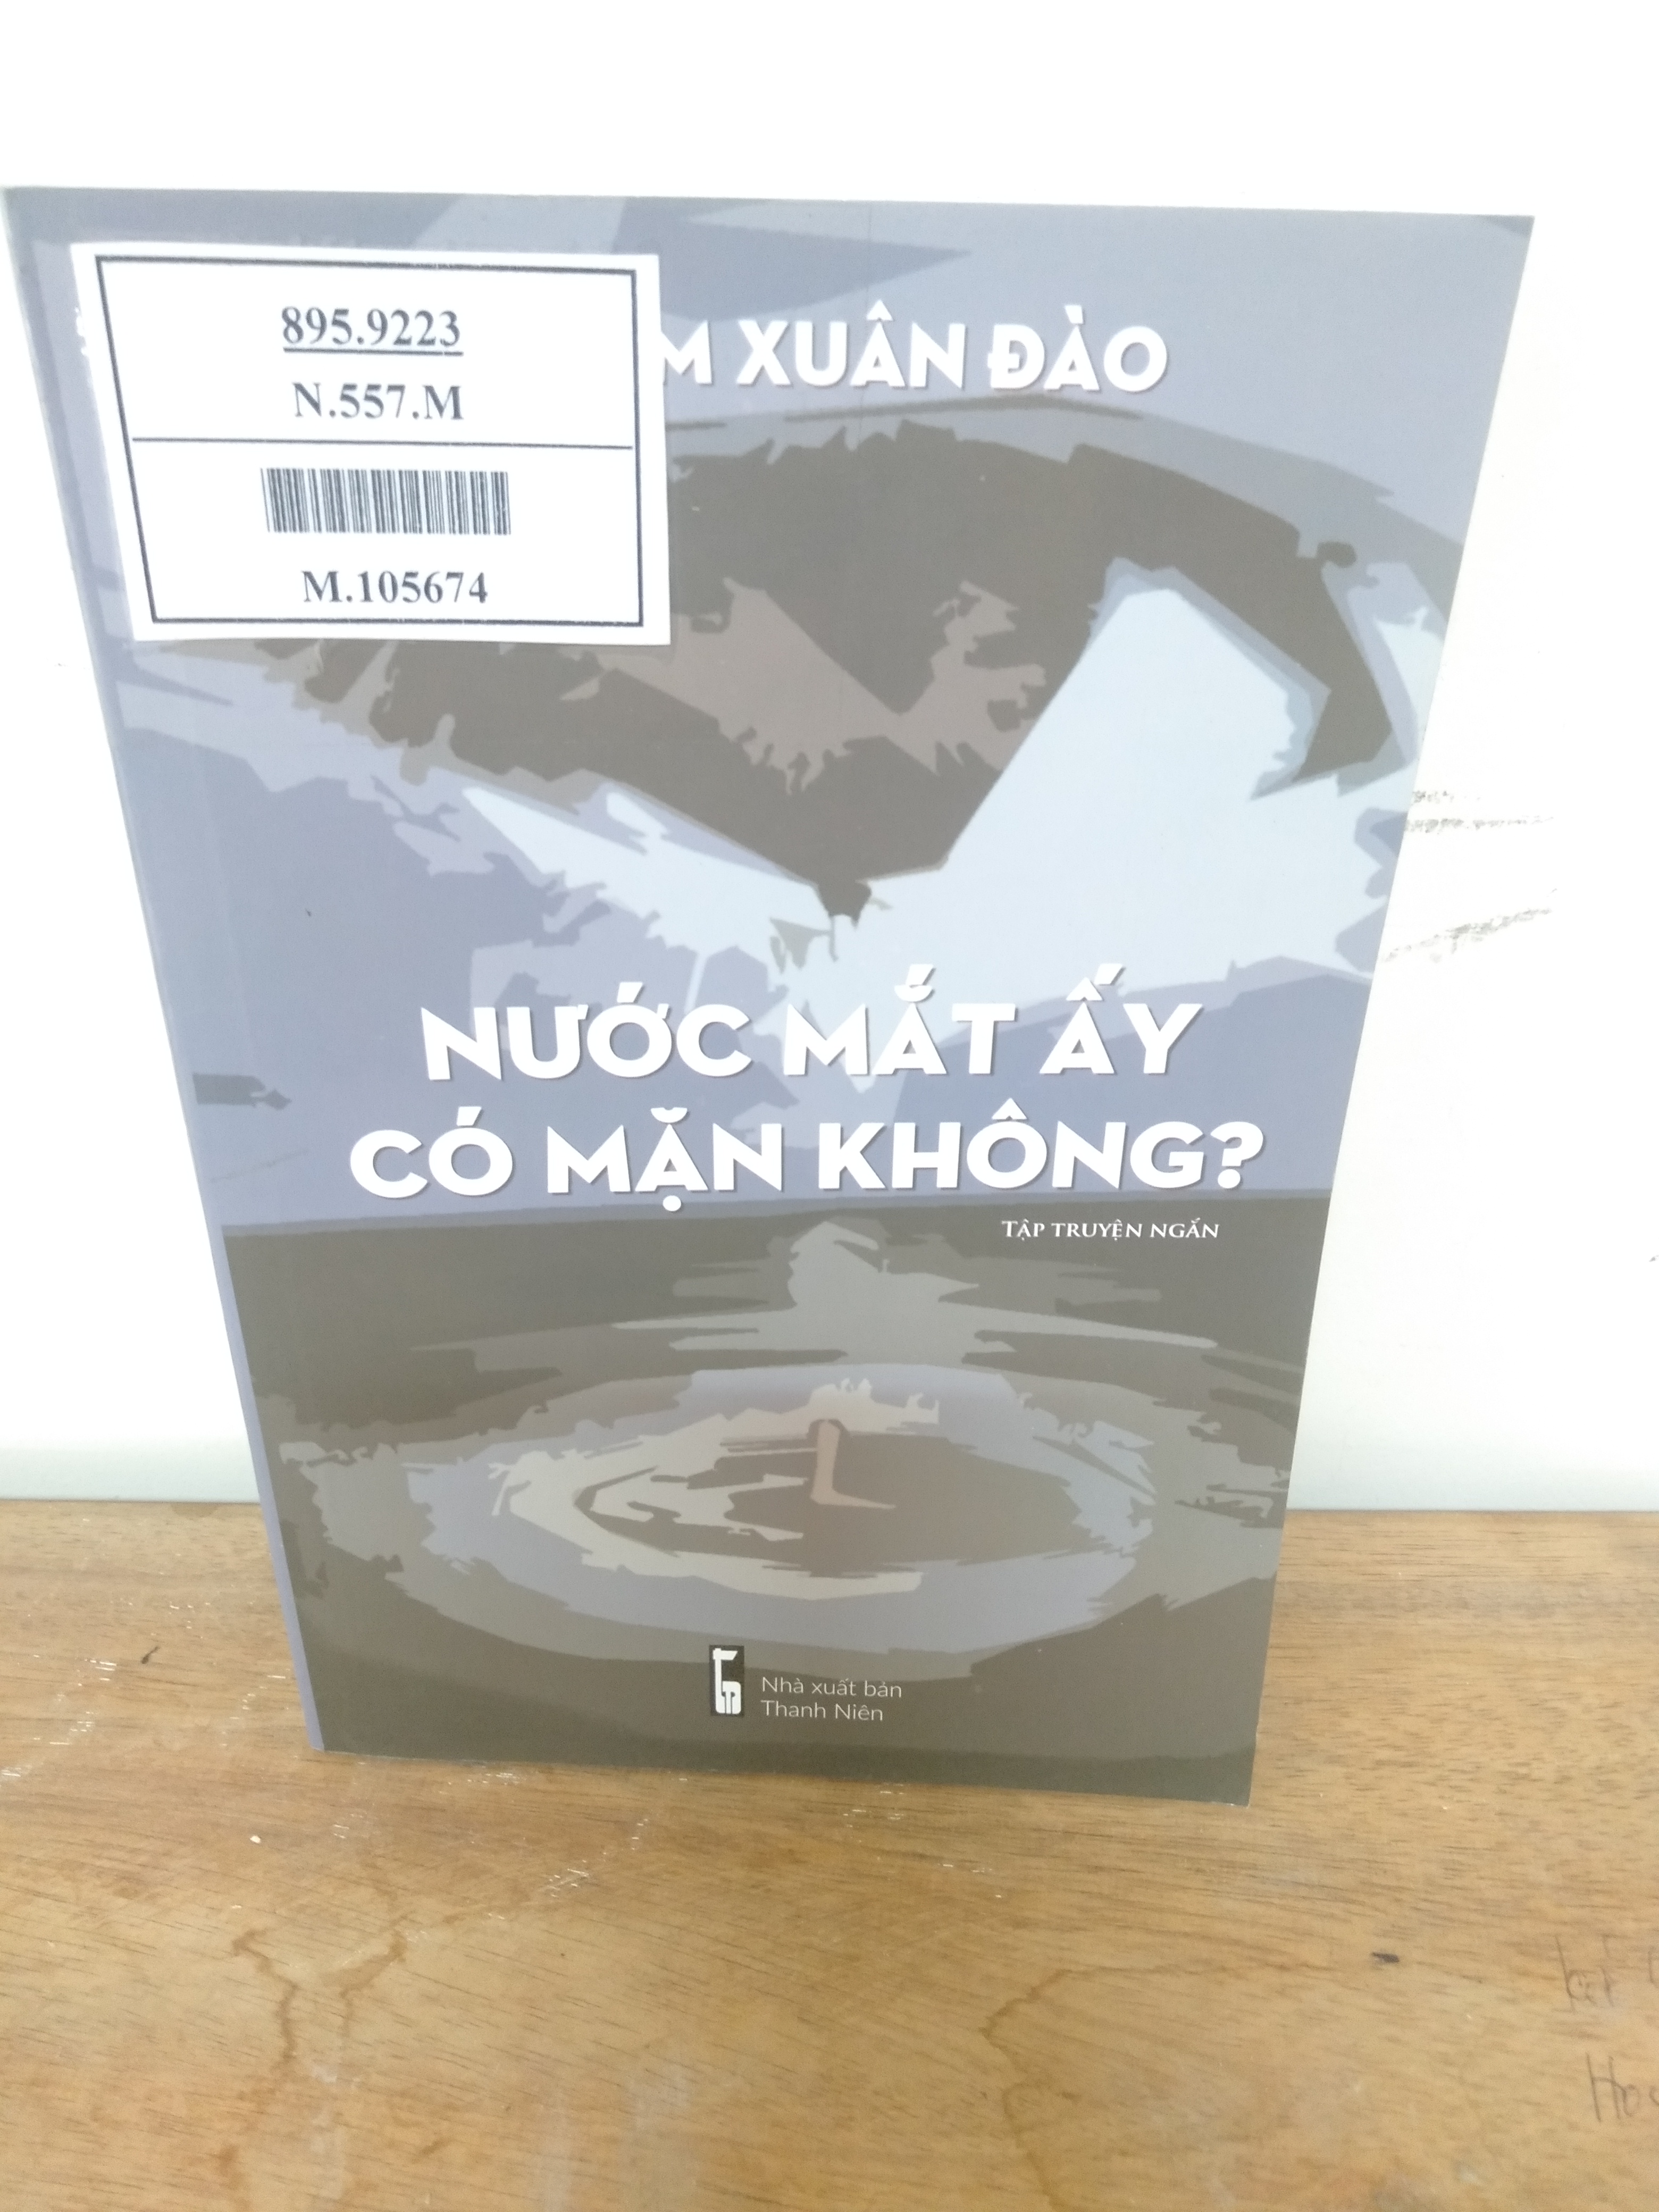 895.9223
N.557.M
M.105674
XUÂN ĐÀO
NƯỚC MẮT ẤY
CÓ MẶN KHÔNG?
TẬP TRUYỆN NGẮN
Nhà xuất bản
Thanh Niên